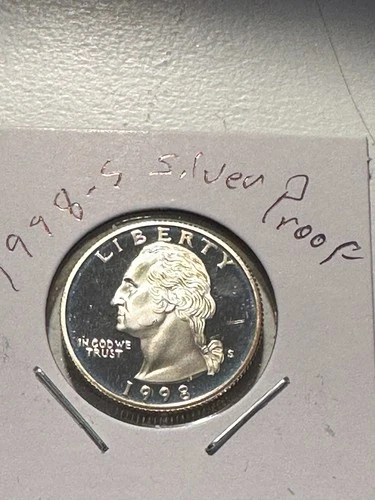 1998-S Silver Proof
LIBERTY
IN GOD WE
TRUST
S
1998